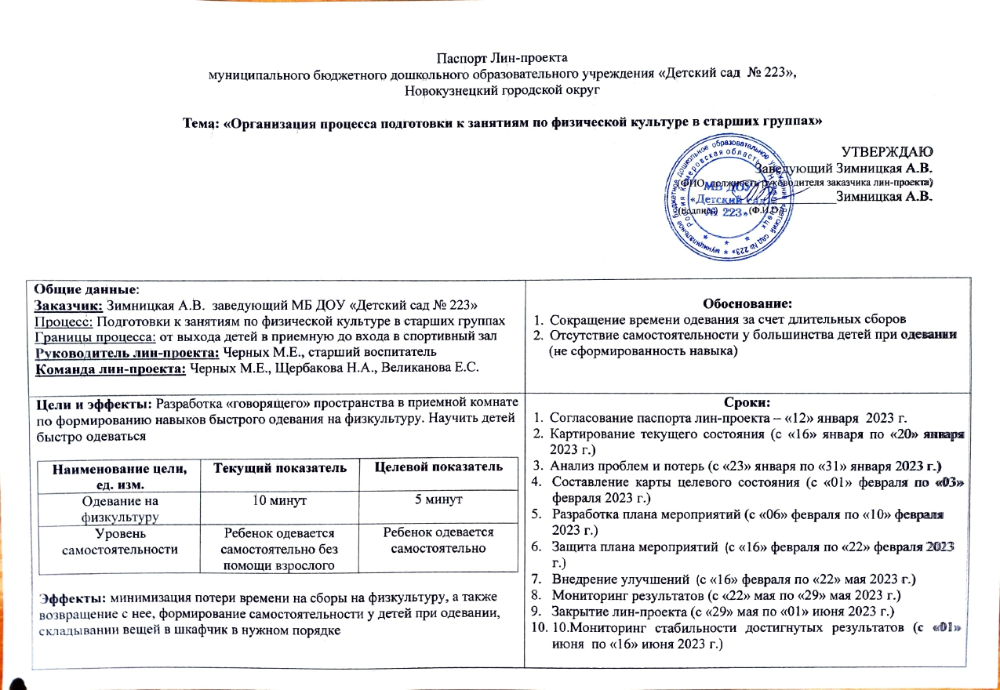 Паспорт Лин-проекта
муниципального бюджетного дошкольного образовательного учреждения «Детский сад № 223»,
Новокузнецкий городской округ
Тема: «Организация процесса подготовки к занятиям по физической культуре в старших группах»
УТВЕРЖДАЮ
Заведующий Зимницкая А.В.
(ФИО, должность руководителя заказчика лин-проекта)
Зимницкая А.В.
(подпись) (Ф.И.О.)
МБ ДОУ
«Детский сад
№ 223»
Общие данные:
Заказчик: Зимницкая А.В. заведующий МБ ДОУ «Детский сад № 223»
Процесс: Подготовки к занятиям по физической культуре в старших группах
Границы процесса: от выхода детей в приемную до входа в спортивный зал
Руководитель лин-проекта: Черных М.Е., старший воспитатель
Команда лин-проекта: Черных М.Е., Щербакова Н.А., Великанова Е.С.
Обоснование:
1. Сокращение времени одевания за счет длительных сборов
2. Отсутствие самостоятельности у большинства детей при одевании
(не сформированность навыка)
Цели и эффекты: Разработка «говорящего» пространства в приемной комнате
по формированию навыков быстрого одевания на физкультуру. Научить детей
быстро одеваться
Наименование цели,
ед. изм.
Текущий показатель
Целевой показатель
Одевание на
физкультуру
10 минут
5 минут
Уровень
самостоятельности
Ребенок одевается
самостоятельно без
помощи взрослого
Ребенок одевается
самостоятельно
Эффекты: минимизация потери времени на сборы на физкультуру, а также
возвращение с нее, формирование самостоятельности у детей при одевании,
складывании вещей в шкафчик в нужном порядке
Сроки:
1. Согласование паспорта лин-проекта – «12» января 2023 г.
2. Картирование текущего состояния (с «16» января по «20» января
2023 г.)
3. Анализ проблем и потерь (с «23» января по «31» января 2023 г.)
4. Составление карты целевого состояния (с «01» февраля по «03»
февраля 2023 г.)
5. Разработка плана мероприятий (с «06» февраля по «10» февраля
2023 г.)
6. Защита плана мероприятий (с «16» февраля по «22» февраля 2023
г.)
7. Внедрение улучшений (с «16» февраля по «22» мая 2023 г.)
8. Мониторинг результатов (с «22» мая по «29» мая 2023 г.)
9. Закрытие лин-проекта (с «29» мая по «01» июня 2023 г.)
10. 10.Мониторинг стабильности достигнутых результатов (с «01»
июня по «16» июня 2023 г.)